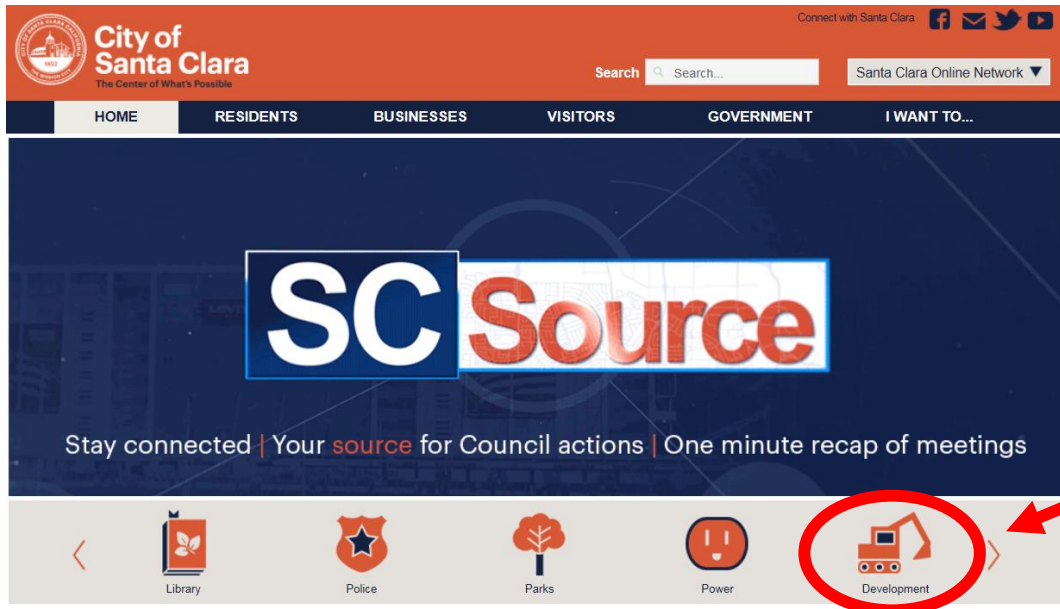 Connect with Santa Clara
City of
Santa Clara
The Center of What's Possible
Search
Search...
Santa Clara Online Network
HOME RESIDENTS BUSINESSES VISITORS GOVERNMENT I WANT TO...
SC Source
Stay connected | Your source for Council actions | One minute recap of meetings
Library Police Parks Power Development